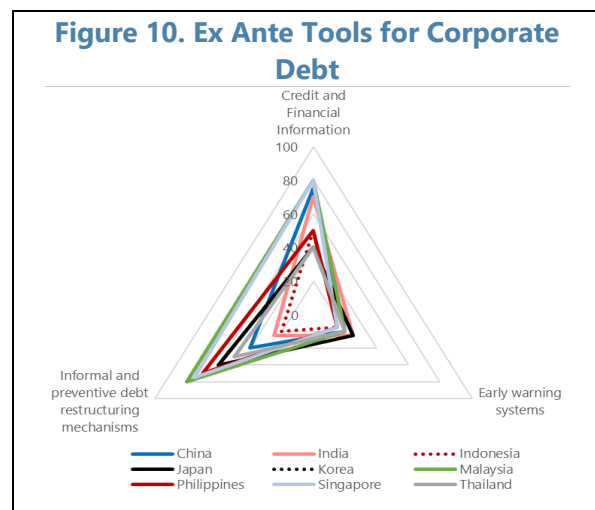 Figure 10. Ex Ante Tools for Corporate
Debt
Credit and
Financial
Information
100
80
60
40
20
0
Informal and
preventive debt
restructuring
mechanisms
Early warning
systems
China
India
Indonesia
Japan
Korea
Malaysia
Philippines
Singapore
Thailand